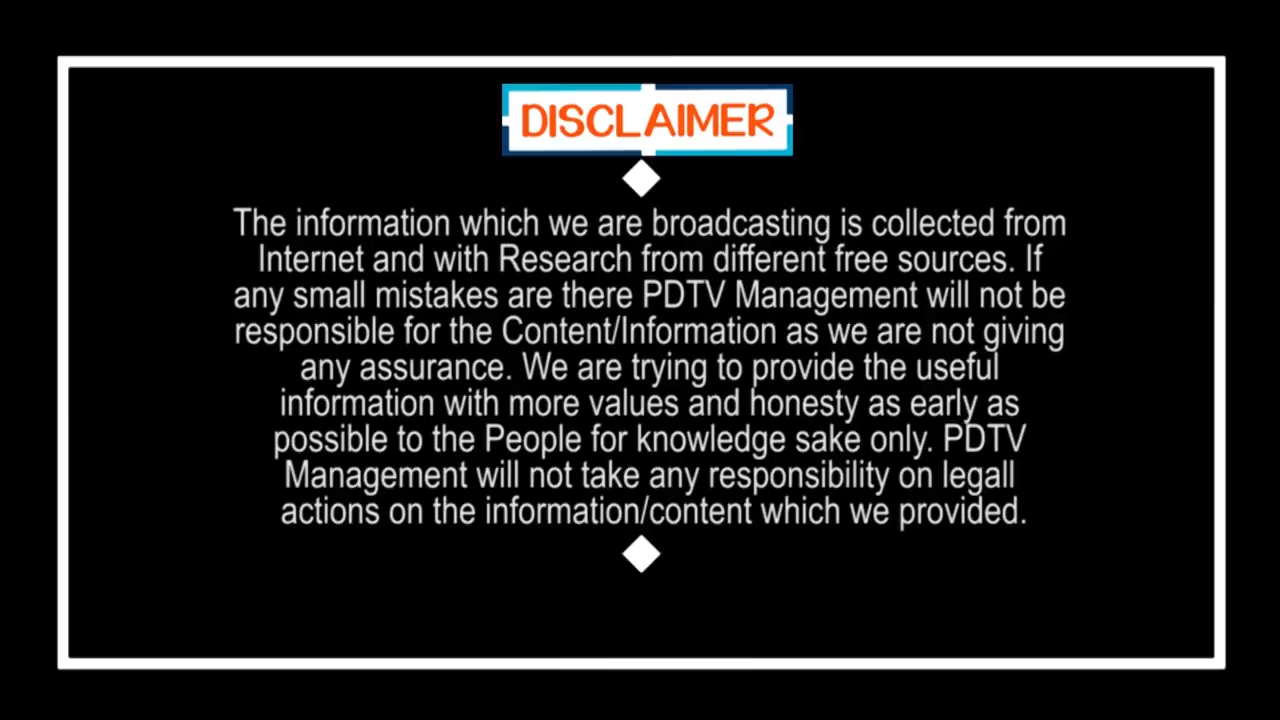 DISCLAIMER
The information which we are broadcasting is collected from
Internet and with Research from different free sources. If
any small mistakes are there PDTV Management will not be
responsible for the Content/Information as we are not giving
any assurance. We are trying to provide the useful
information with more values and honesty as early as
possible to the People for knowledge sake only. PDTV
Management will not take any responsibility on legall
actions on the information/content which we provided.